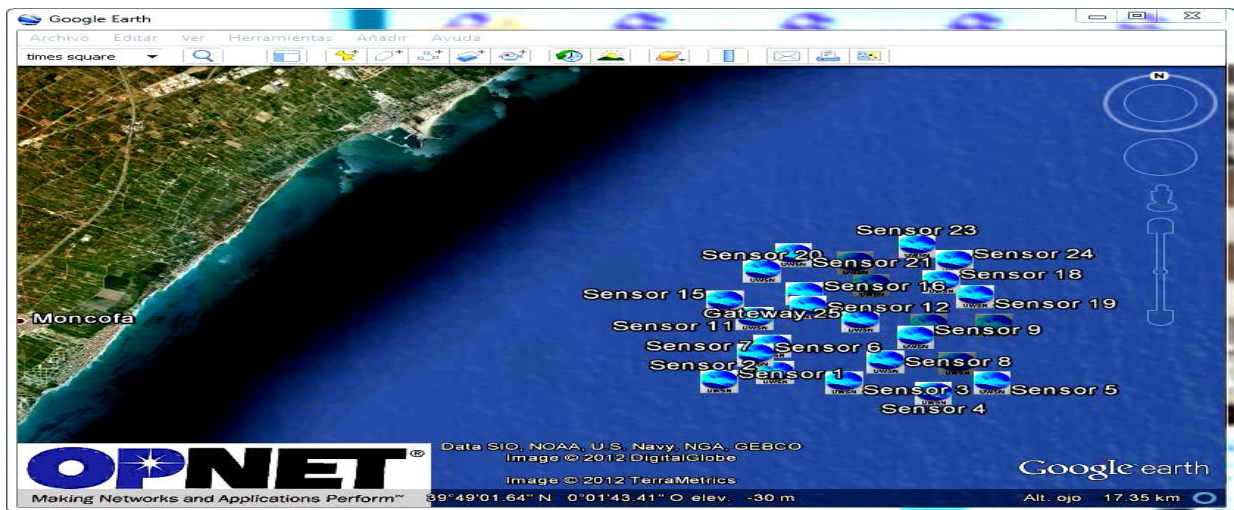 Google Earth
Archivo Editar Ver Herramientas Añadir Ayuda
times square
N
Sensor 23
Sensor 20
Sensor 21
Sensor 24
Sensor 18
Sensor 16
Sensor 15
Sensor 19
Sensor 12
Gateway 25
Sensor 11
Sensor 9
Sensor 7
Sensor 6
Sensor 8
Sensor 2
Sensor 1
Sensor 3
Sensor 5
Sensor 4
Moncofa
UWSN
OPNET®
Making Networks and Applications Perform™
Data SIO, NOAA, U.S. Navy, NGA, GEBCO
Image © 2012 DigitalGlobe
Image © 2012 TerraMetrics
Google earth
39°49'01.64" N 0°01'43.41" O elev. -30 m
Alt. ojo 17.35 km